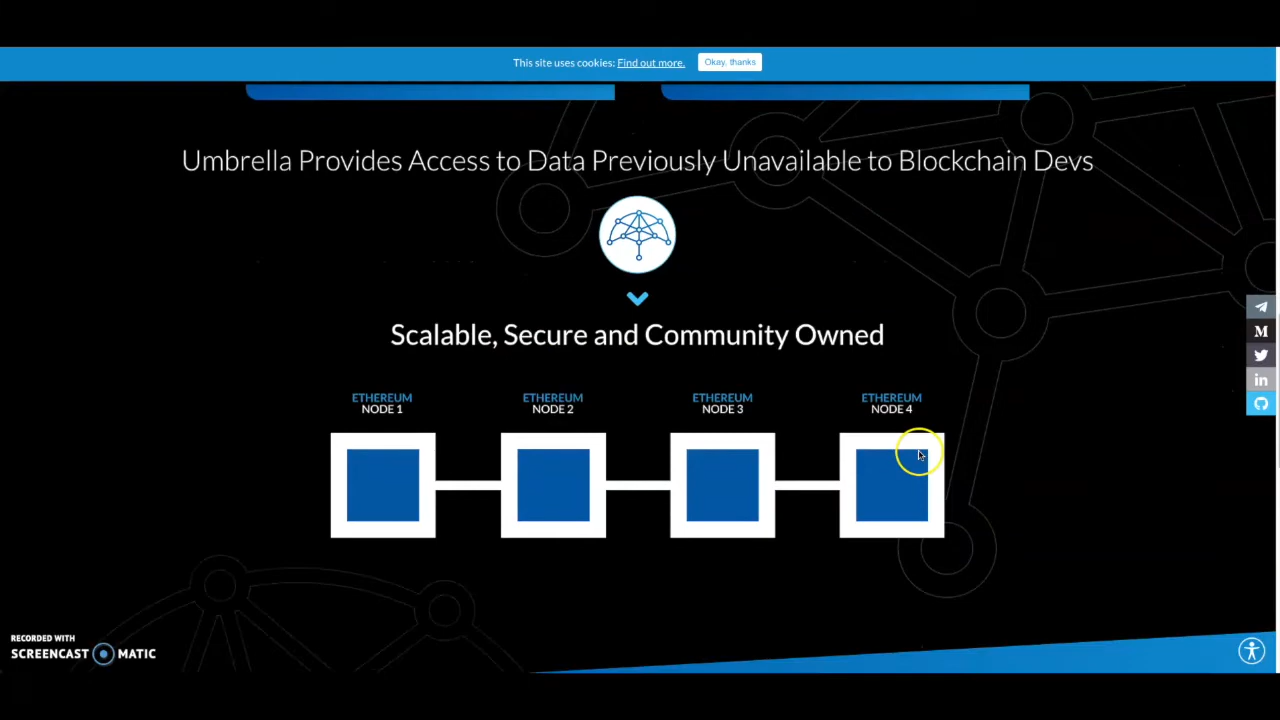 This site uses cookies: Find out more. Okay, thanks
Umbrella Provides Access to Data Previously Unavailable to Blockchain Devs
Scalable, Secure and Community Owned
ETHEREUM ETHEREUM ETHEREUM ETHEREUM
NODE 1 NODE 2 NODE 3 NODE 4
M
in
RECORDED WITH
SCREENCAST MATIC